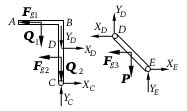 F_g1
Y_D
A
B
Q_1
X_D
D
Y_D
D
X_D
F_g3
F_g2
Q_2
E
X_E
P
C
X_C
Y_C
Y_E